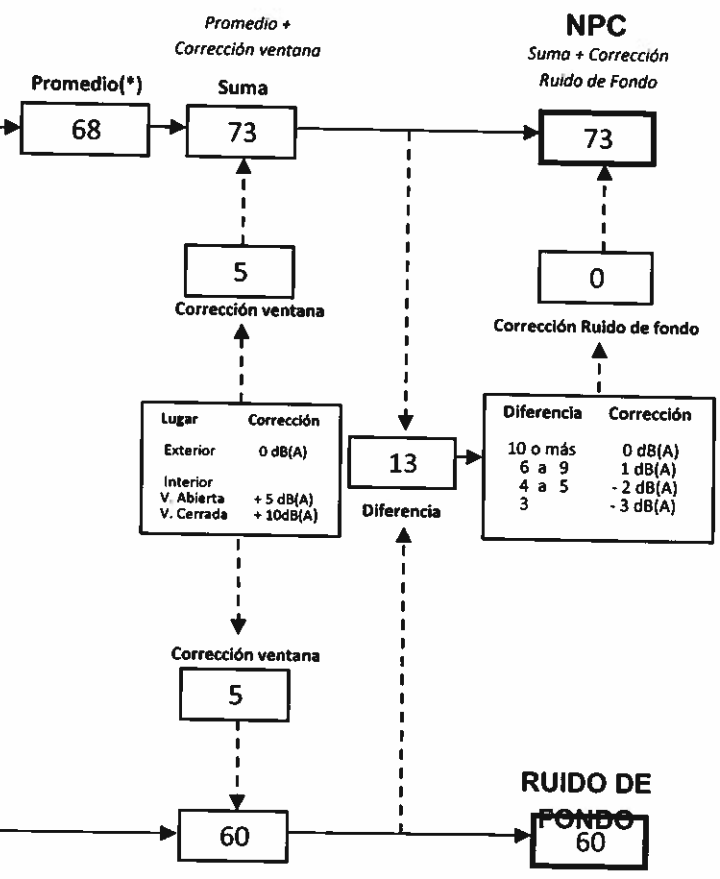 Promedio +
Corrección ventana
NPC
Suma + Corrección
Ruido de Fondo
Promedio(*)
Suma
68
73
73
5
Corrección ventana
0
Corrección Ruido de fondo
Lugar Corrección
Exterior 0 dB(A)
Interior
V. Abierta + 5 dB(A)
V. Cerrada + 10dB(A)
13
Diferencia
Diferencia Corrección
10 o más 0 dB(A)
6 a 9 1 dB(A)
4 a 5 - 2 dB(A)
3 - 3 dB(A)
Corrección ventana
5
60
RUIDO DE
FONDO
60